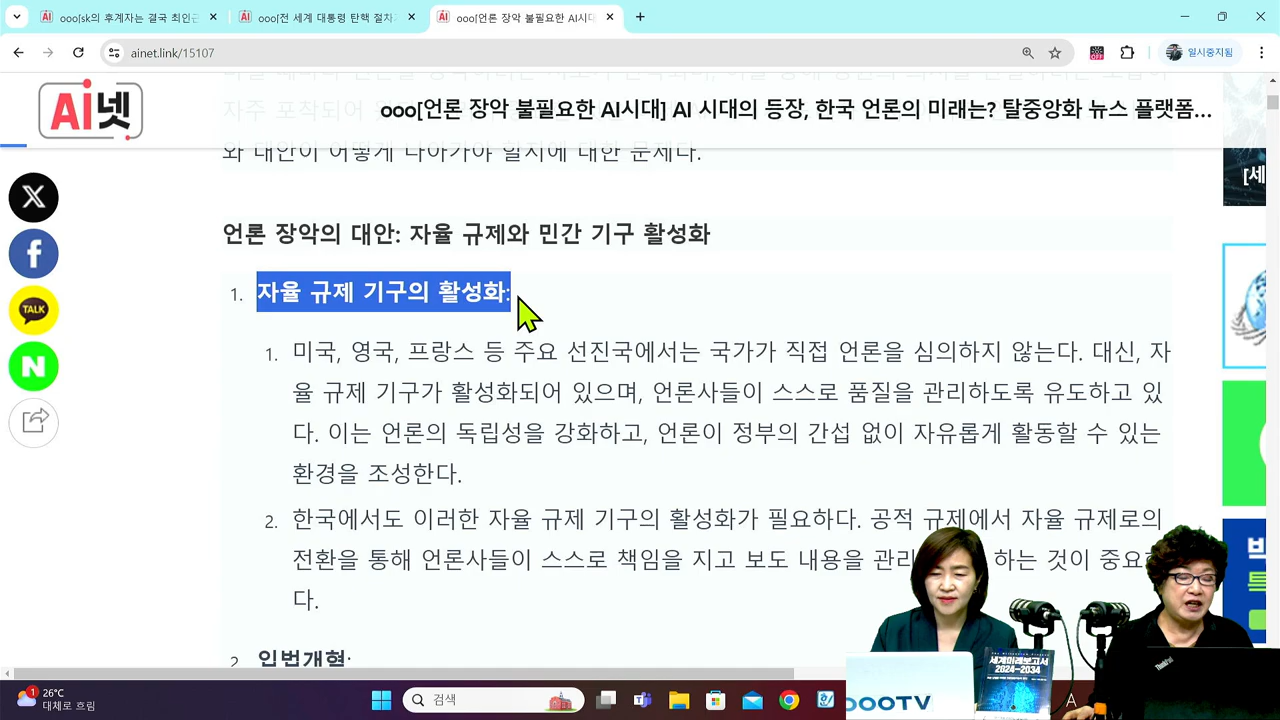 ooo[sk의 후계자는 결국 최인근
ooo[전 세계 대통령 탄핵 절차
ooo[언론 장악 불필요한 AI시대
ainet.link/15107
OFF
일시중지됨
Ai넷
ooo[언론 장악 불필요한 AI시대] AI 시대의 등장, 한국 언론의 미래는? 탈중앙화 뉴스 플랫폼...
자주 포착되어
와 대안이 어떻게 나아가야 할지에 대한 문제다.
[세
언론 장악의 대안: 자율 규제와 민간 기구 활성화
1. 자율 규제 기구의 활성화:
1. 미국, 영국, 프랑스 등 주요 선진국에서는 국가가 직접 언론을 심의하지 않는다. 대신, 자
율 규제 기구가 활성화되어 있으며, 언론사들이 스스로 품질을 관리하도록 유도하고 있
다. 이는 언론의 독립성을 강화하고, 언론이 정부의 간섭 없이 자유롭게 활동할 수 있는
환경을 조성한다.
2. 한국에서도 이러한 자율 규제 기구의 활성화가 필요하다. 공적 규제에서 자율 규제로의
전환을 통해 언론사들이 스스로 책임을 지고 보도 내용을 관리 하는 것이 중요하
다.
2. 입법개혁:
TALK
N
박
특
세계미래보고서
2024-2034
ThinkPad
oooTV
1
26°C
대체로 흐림
검색
A